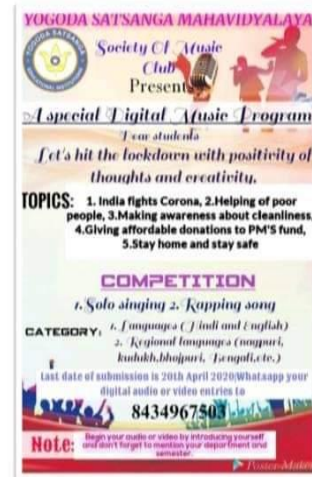 YOGODA SATSANGA MAHAVIDYALAYA
YOGODA SATSANGA
Society Of Music
Club
Presents
A special Digital Music Program
Dear students
Let's hit the lockdown with positivity of
thoughts and creativity.
TOPICS: 1. India fights Corona, 2.Helping of poor
people, 3.Making awareness about cleanliness,
4.Giving affordable donations to PM'S fund,
5.Stay home and stay safe
COMPETITION
1. Solo singing 2. Rapping song
CATEGORY: 1. Languages (Hindi and English)
2. Regional languages (nagpuri,
kudukh,bhojpuri, Bengali,etc.)
Last date of submission is 20th April 2020,Whatsapp your
digital audio or video entries to
8434967503
Note: Begin your audio or video by introducing yourself
and don't forget to mention your department and
semester.
PosterMaker